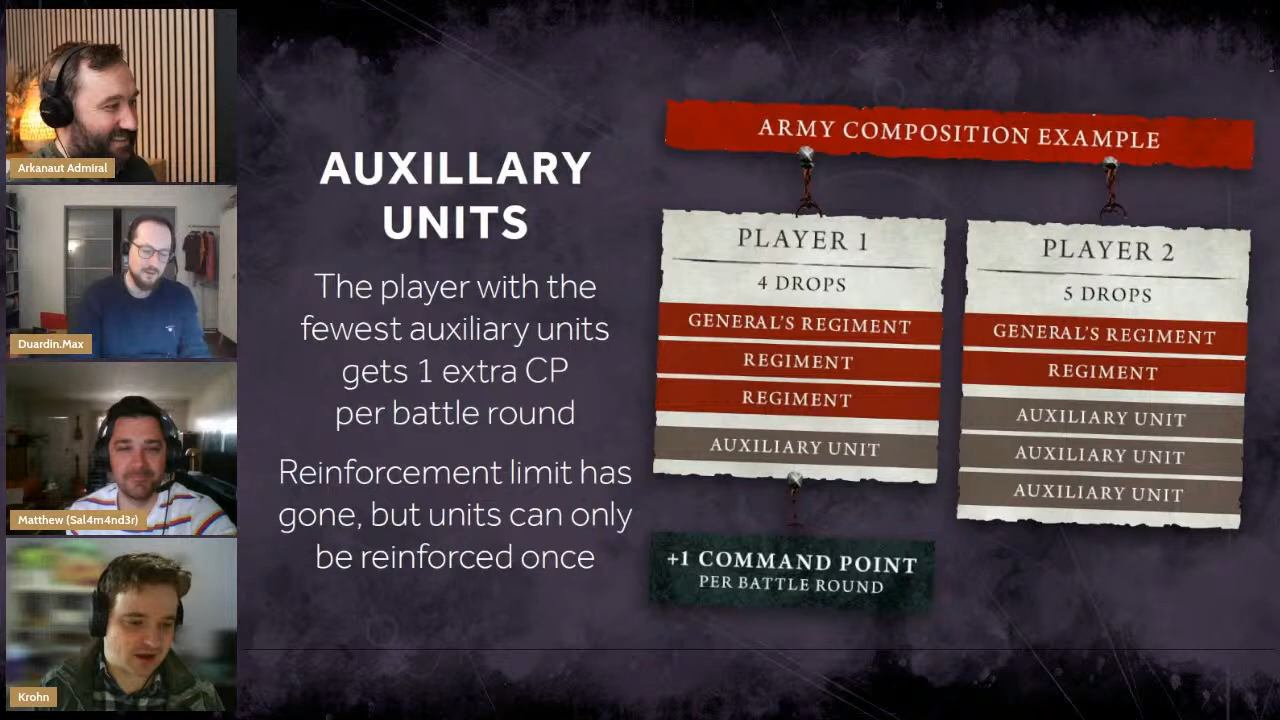 Arkanaut Admiral
Duardin.Max
Matthew (Sal4m4nd3r)
Krohn
AUXILLARY
UNITS
The player with the
fewest auxiliary units
gets 1 extra CP
per battle round
Reinforcement limit has
gone, but units can only
be reinforced once
ARMY COMPOSITION EXAMPLE
PLAYER 1
4 DROPS
GENERAL'S REGIMENT
REGIMENT
REGIMENT
AUXILIARY UNIT
+1 COMMAND POINT
PER BATTLE ROUND
PLAYER 2
5 DROPS
GENERAL'S REGIMENT
REGIMENT
AUXILIARY UNIT
AUXILIARY UNIT
AUXILIARY UNIT